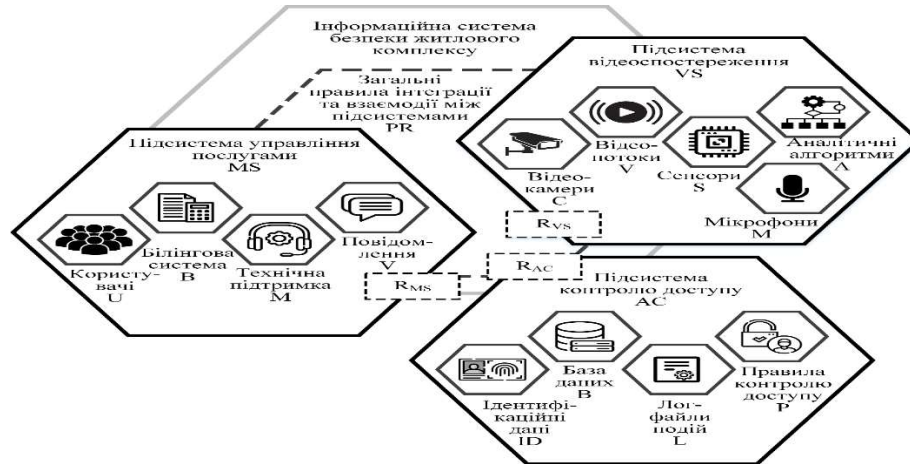 Інформаційна система
безпеки житлового
комплексу
Загальні
правила інтеграції
та взаємодії між
підсистемами
PR
Підсистема
відеоспостереження
VS
Відео-
камери
C
Відео-
потоки
V
Сенсори
S
Аналітичні
алгоритми
A
Мікрофони
M
Підсистема управління
послугами
MS
Користу-
вачі
U
Білінгова
система
B
Технічна
підтримка
M
Повідом-
лення
V
R_VS
R_AC
R_MS
Підсистема
контролю доступу
AC
Ідентифі-
каційні
дані
ID
База
даних
B
Лог-
файли
подій
L
Правила
контролю
доступу
P